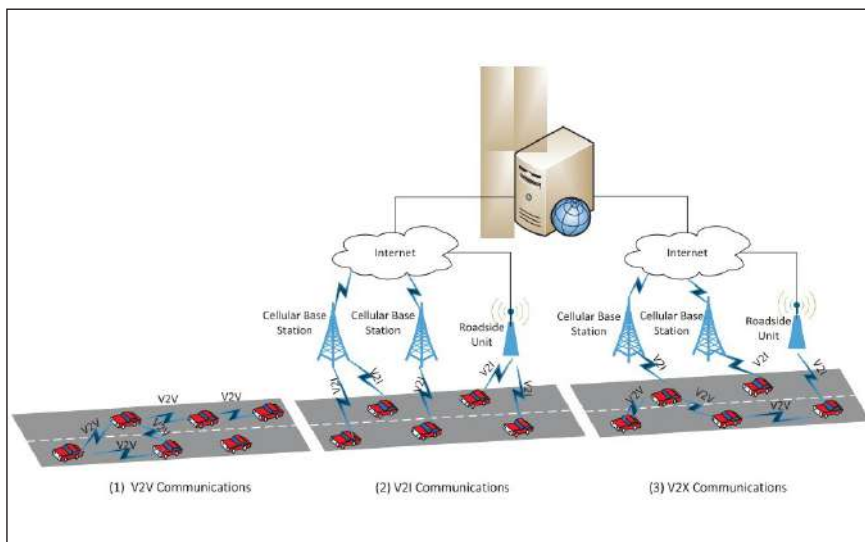 Internet
Internet
Cellular Base
Station
Cellular Base
Station
Roadside
Unit
Cellular Base
Station
Cellular Base
Station
Roadside
Unit
V2I
V2I
V2I
V2I
V2I
V2I
V2I
V2I
V2V
V2V
V2V
V2V
V2V
V2V
V2V
V2V
(1) V2V Communications
(2) V2I Communications
(3) V2X Communications